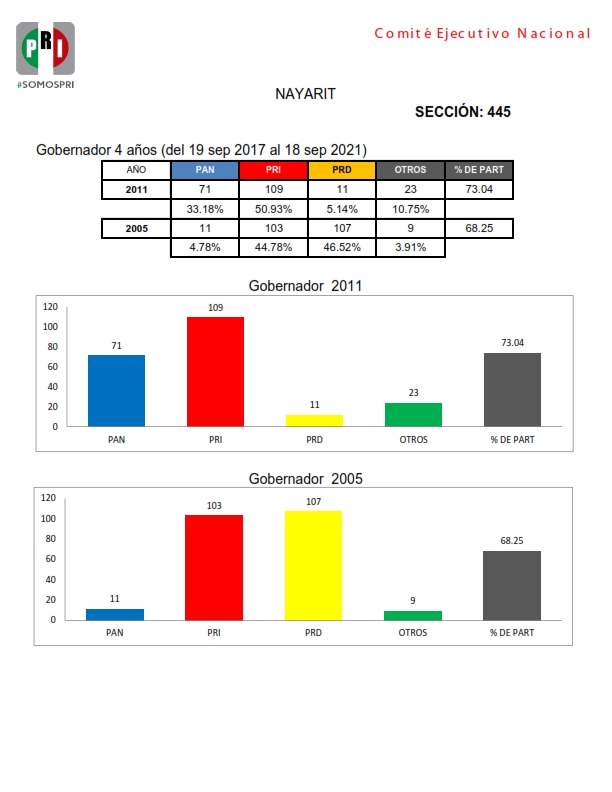 PRI
#SOMOSPRI
Comité Ejecutivo Nacional
NAYARIT
SECCIÓN: 445
Gobernador 4 años (del 19 sep 2017 al 18 sep 2021)
AÑO PAN PRI PRD OTROS % DE PART
2011 71 109 11 23 73.04
33.18% 50.93% 5.14% 10.75%
2005 11 103 107 9 68.25
4.78% 44.78% 46.52% 3.91%
Gobernador 2011
120
100
80
60
40
20
0
71
109
11
23
73.04
PAN PRI PRD OTROS % DE PART
Gobernador 2005
120
100
80
60
40
20
0
11
103
107
9
68.25
PAN PRI PRD OTROS % DE PART